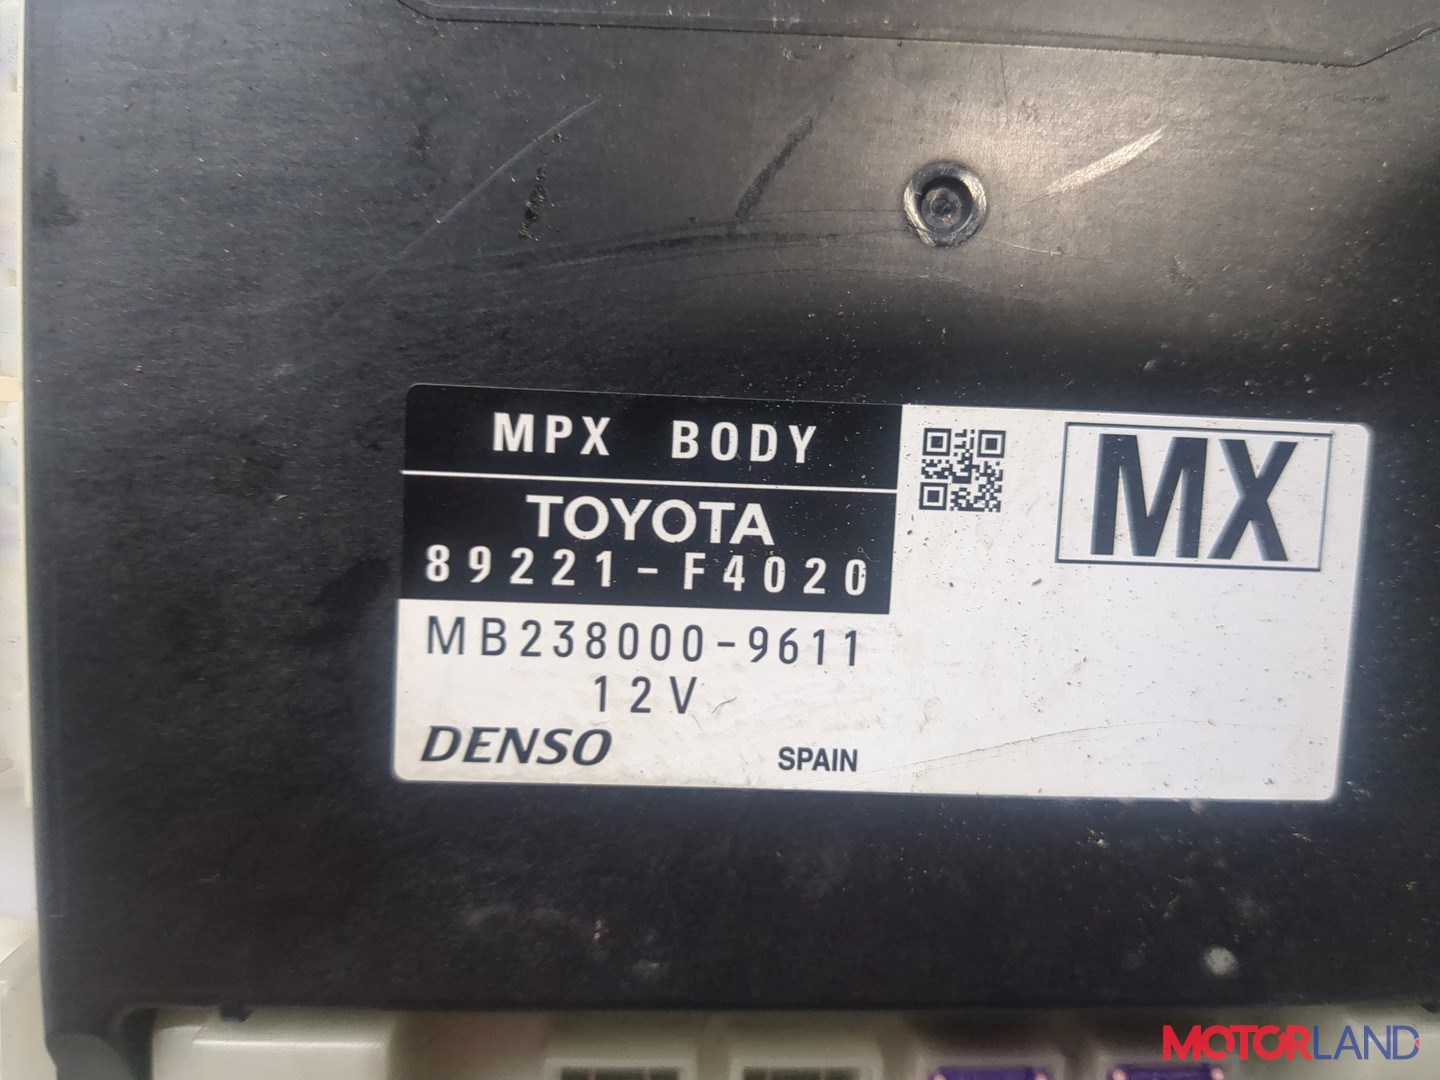 MPX BODY
TOYOTA
89221-F4020
MB238000-9611
12V
DENSO SPAIN
MX
MOTORLAND